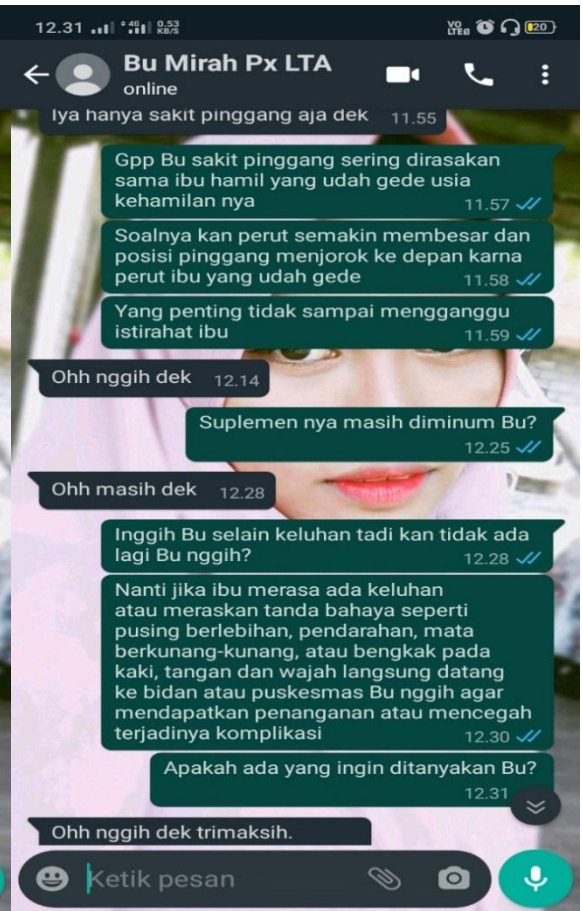 12.31 4G 0,53 KB/S VO LTE2 20
Bu Mirah Px LTA
online
Iya hanya sakit pinggang aja dek 11.55
Gpp Bu sakit pinggang sering dirasakan
sama ibu hamil yang udah gede usia
kehamilan nya 11.57
Soalnya kan perut semakin membesar dan
posisi pinggang menjorok ke depan karna
perut ibu yang udah gede 11.58
Yang penting tidak sampai mengganggu
istirahat ibu 11.59
Ohh nggih dek 12.14
Suplemen nya masih diminum Bu?
12.25
Ohh masih dek 12.28
Inggih Bu selain keluhan tadi kan tidak ada
lagi Bu nggih? 12.28
Nanti jika ibu merasa ada keluhan
atau meraskan tanda bahaya seperti
pusing berlebihan, pendarahan, mata
berkunang-kunang, atau bengkak pada
kaki, tangan dan wajah langsung datang
ke bidan atau puskesmas Bu nggih agar
mendapatkan penanganan atau mencegah
terjadinya komplikasi 12.30
Apakah ada yang ingin ditanyakan Bu?
12.31
Ohh nggih dek trimaksih.
Ketik pesan